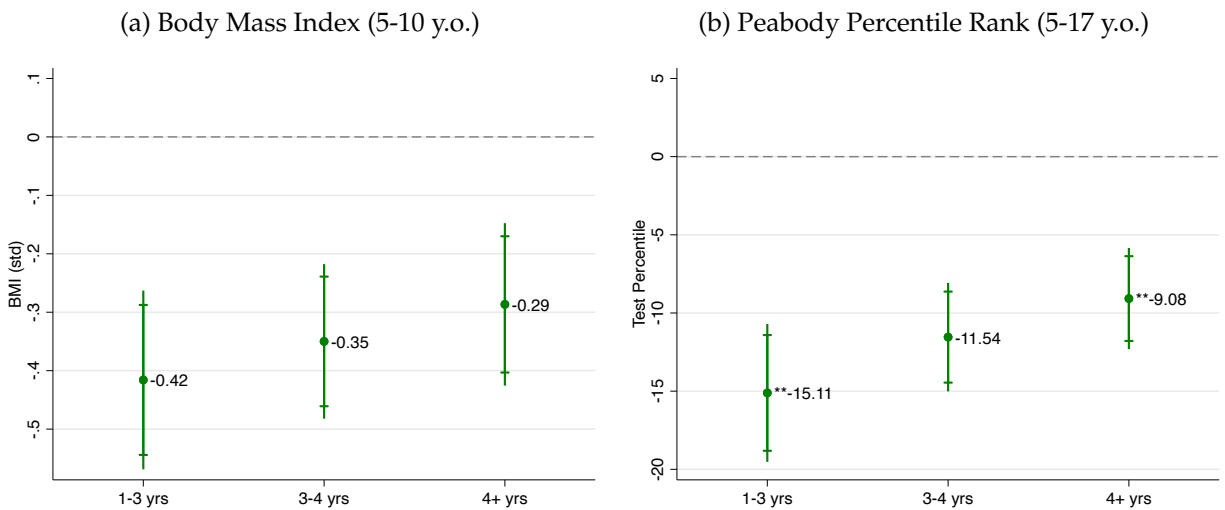 (a) Body Mass Index (5-10 y.o.)
BMI (std)
.1
0
-.1
-.2
-.3
-.4
-.5
-0.42
-0.35
-0.29
1-3 yrs
3-4 yrs
4+ yrs
(b) Peabody Percentile Rank (5-17 y.o.)
Test Percentile
5
0
-5
-10
-15
-20
**-15.11
-11.54
**-9.08
1-3 yrs
3-4 yrs
4+ yrs